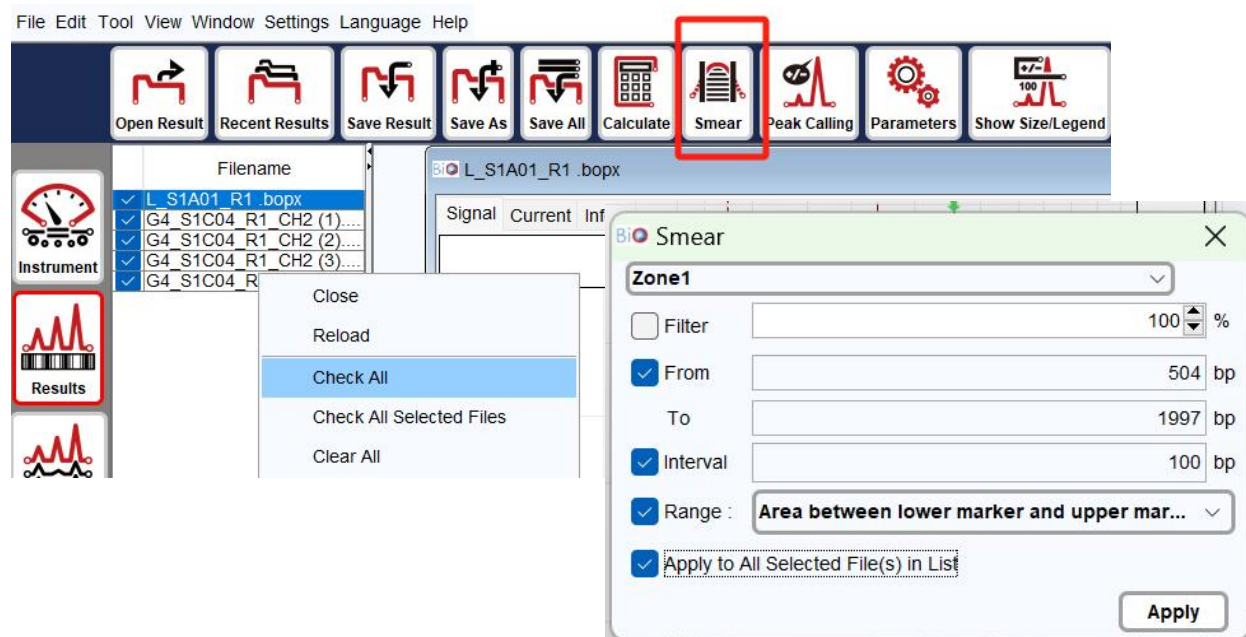 File Edit Tool View Window Settings Language Help
Open Result Recent Results Save Result Save As Save All Calculate Smear Peak Calling Parameters Show Size/Legend
+/-
100
</>
Filename
L_S1A01_R1 .bopx
G4_S1C04_R1_CH2 (1)....
G4_S1C04_R1_CH2 (2)....
G4_S1C04_R1_CH2 (3)....
G4_S1C04_R
Instrument
Results
Close
Reload
Check All
Check All Selected Files
Clear All
BiO L_S1A01_R1 .bopx
Signal Current Inf
BiO Smear
Zone1
Filter 100 %
From 504 bp
To 1997 bp
Interval 100 bp
Range : Area between lower marker and upper mar...
Apply to All Selected File(s) in List
Apply